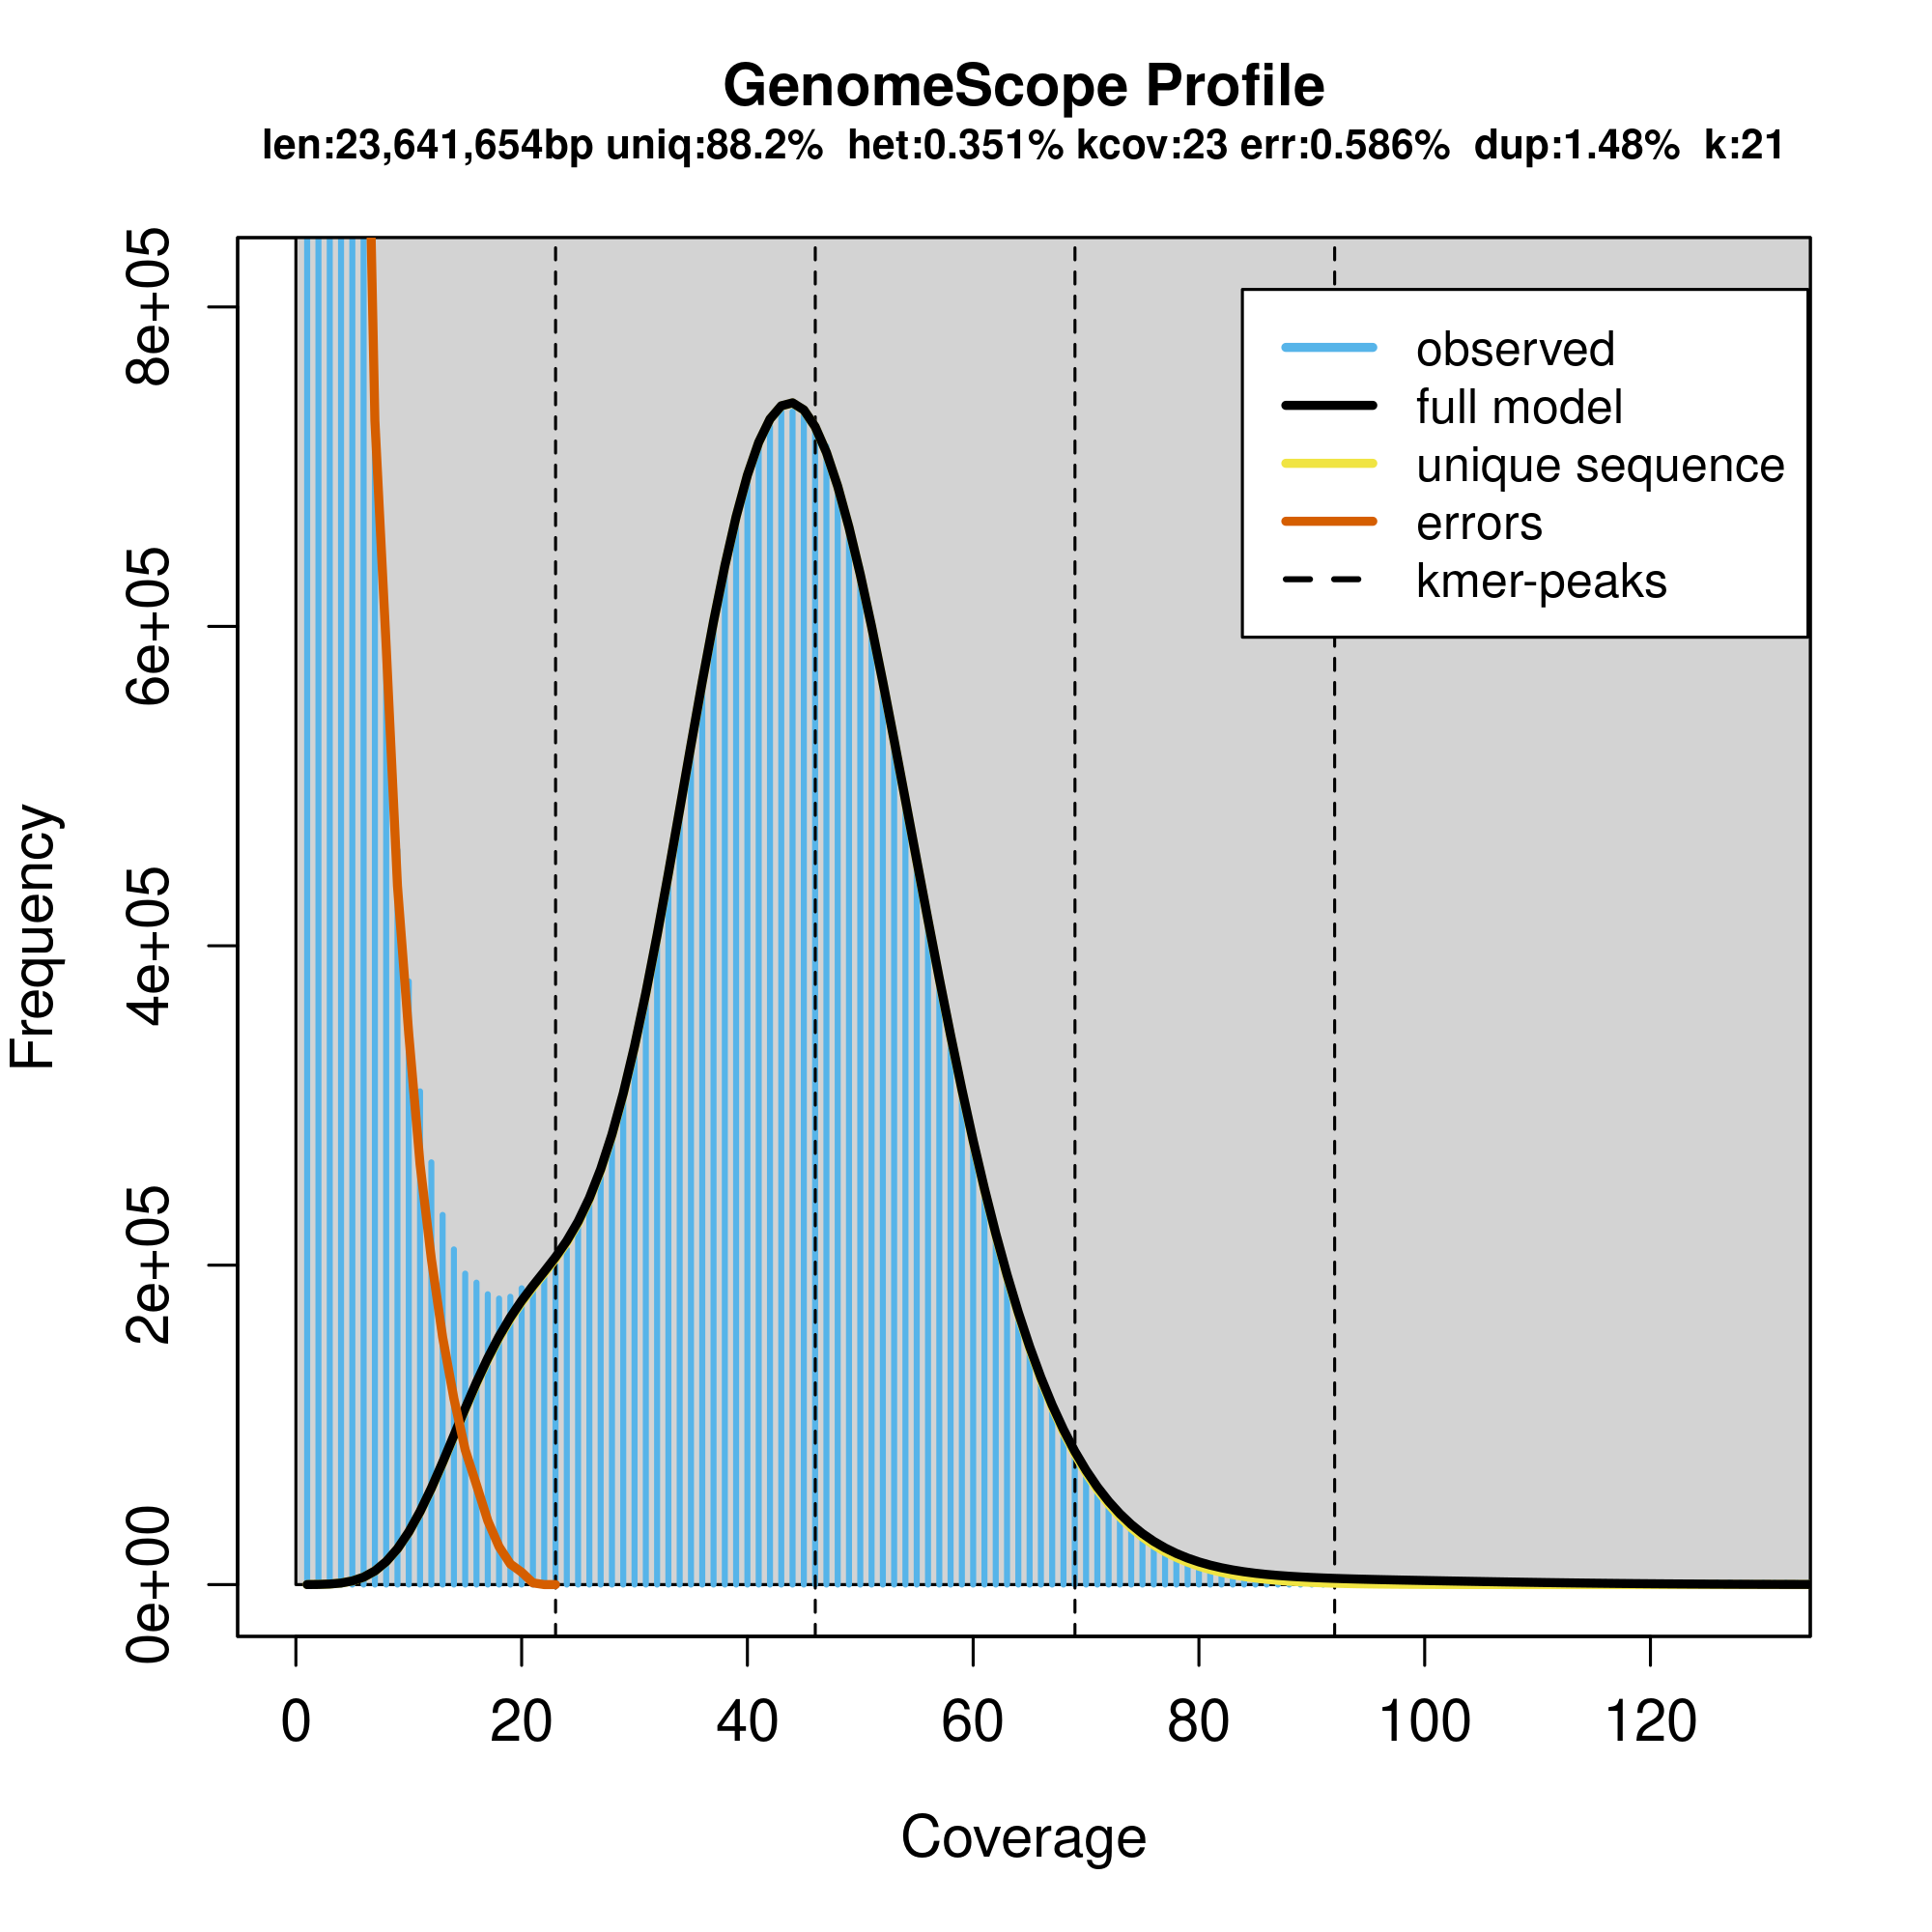 GenomeScope Profile
len:23,641,654bp uniq:88.2% het:0.351% kcov:23 err:0.586% dup:1.48% k:21
8e+05
6e+05
4e+05
2e+05
0e+00
Frequency
observed
full model
unique sequence
errors
kmer-peaks
0 20 40 60 80 100 120
Coverage